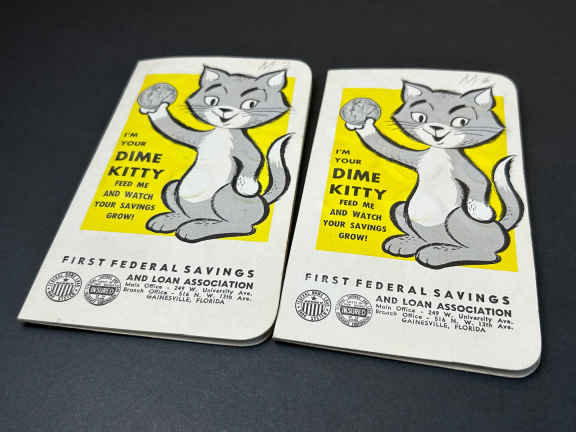 I'M
YOUR
DIME
KITTY
FEED ME
AND WATCH
YOUR SAVINGS
GROW!
FIRST FEDERAL SAVINGS
AND LOAN ASSOCIATION
Main Office - 249 W. University Ave.
Branch Office - 516 N. W. 13th Ave.
GAINESVILLE, FLORIDA
INSURED
I'M
YOUR
DIME
KITTY
FEED ME
AND WATCH
YOUR SAVINGS
GROW!
FIRST FEDERAL SAVINGS
AND LOAN ASSOCIATION
Main Office - 249 W. University Ave.
Branch Office - 516 N. W. 13th Ave.
GAINESVILLE, FLORIDA
INSURED